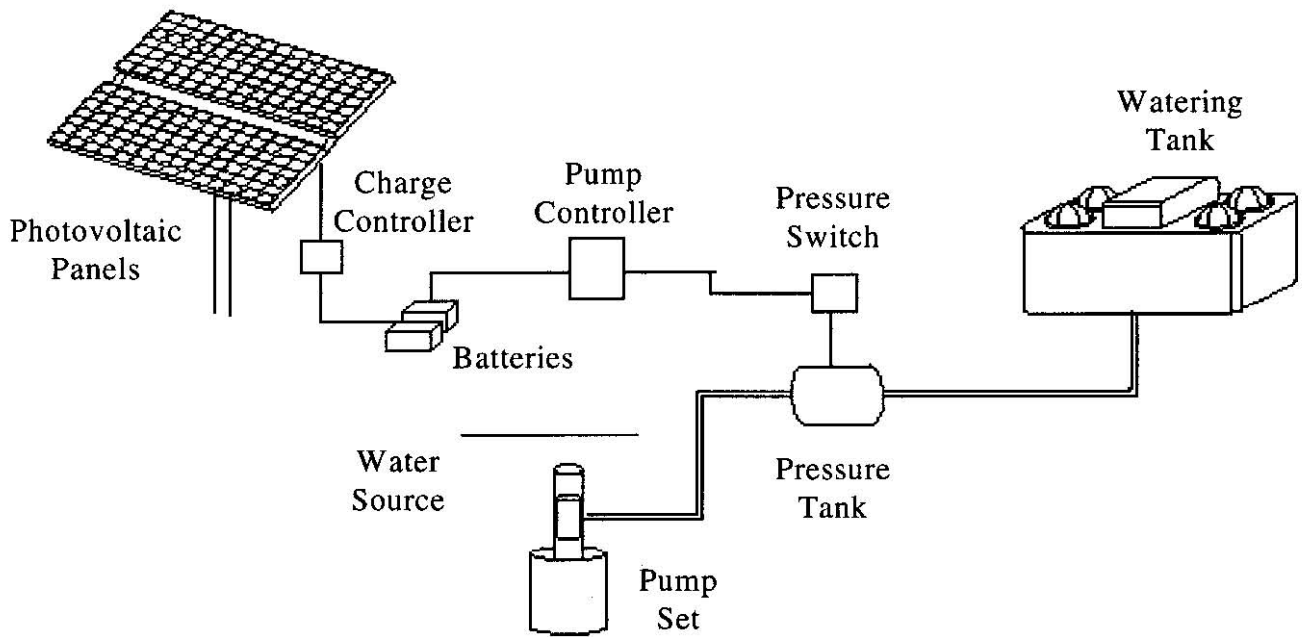 Watering
Tank
Charge
Controller
Pump
Controller
Pressure
Switch
Photovoltaic
Panels
Batteries
Water
Source
Pressure
Tank
Pump
Set